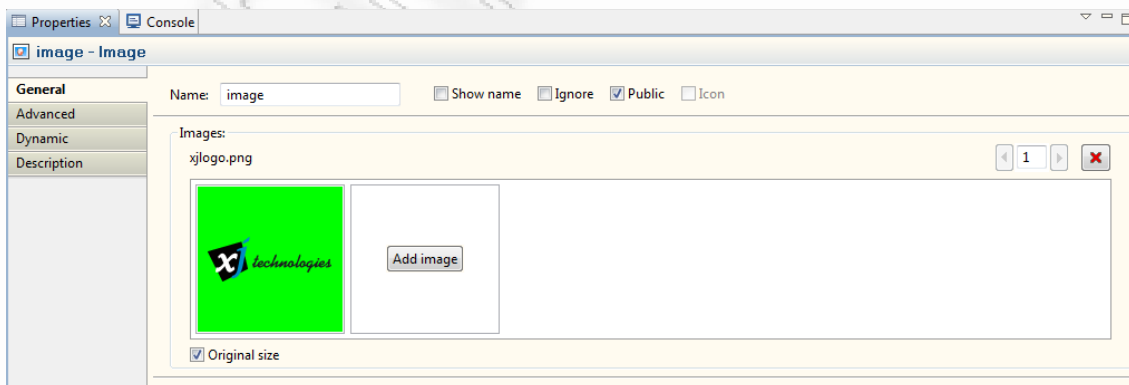 Properties Console
image - Image
General
Advanced
Dynamic
Description
Name: image Show name Ignore Public Icon
Images:
xjlogo.png 1
xj technologies
Add image
Original size